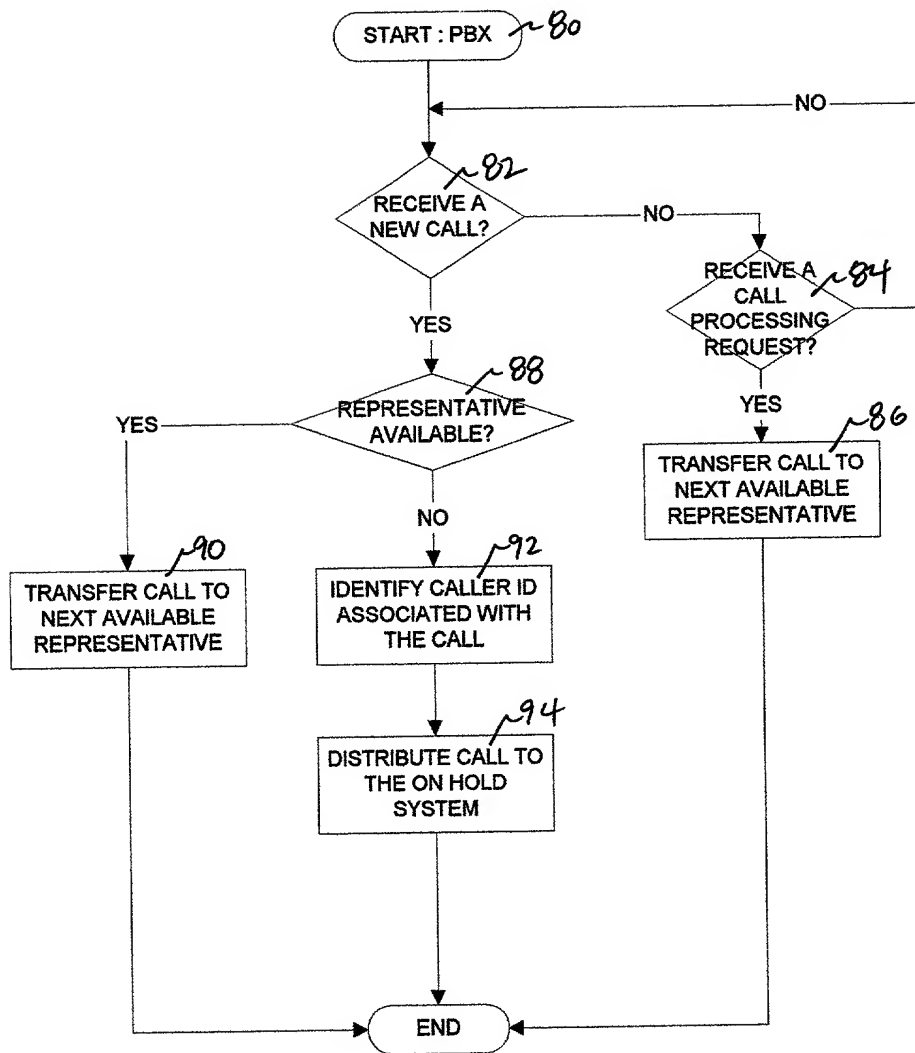 START : PBX
~80
NO
~82
RECEIVE A
NEW CALL?
NO
~84
RECEIVE A
CALL
PROCESSING
REQUEST?
YES
YES
~88
REPRESENTATIVE
AVAILABLE?
YES
~86
TRANSFER CALL TO
NEXT AVAILABLE
REPRESENTATIVE
NO
~90
TRANSFER CALL TO
NEXT AVAILABLE
REPRESENTATIVE
~92
IDENTIFY CALLER ID
ASSOCIATED WITH
THE CALL
~94
DISTRIBUTE CALL TO
THE ON HOLD
SYSTEM
END